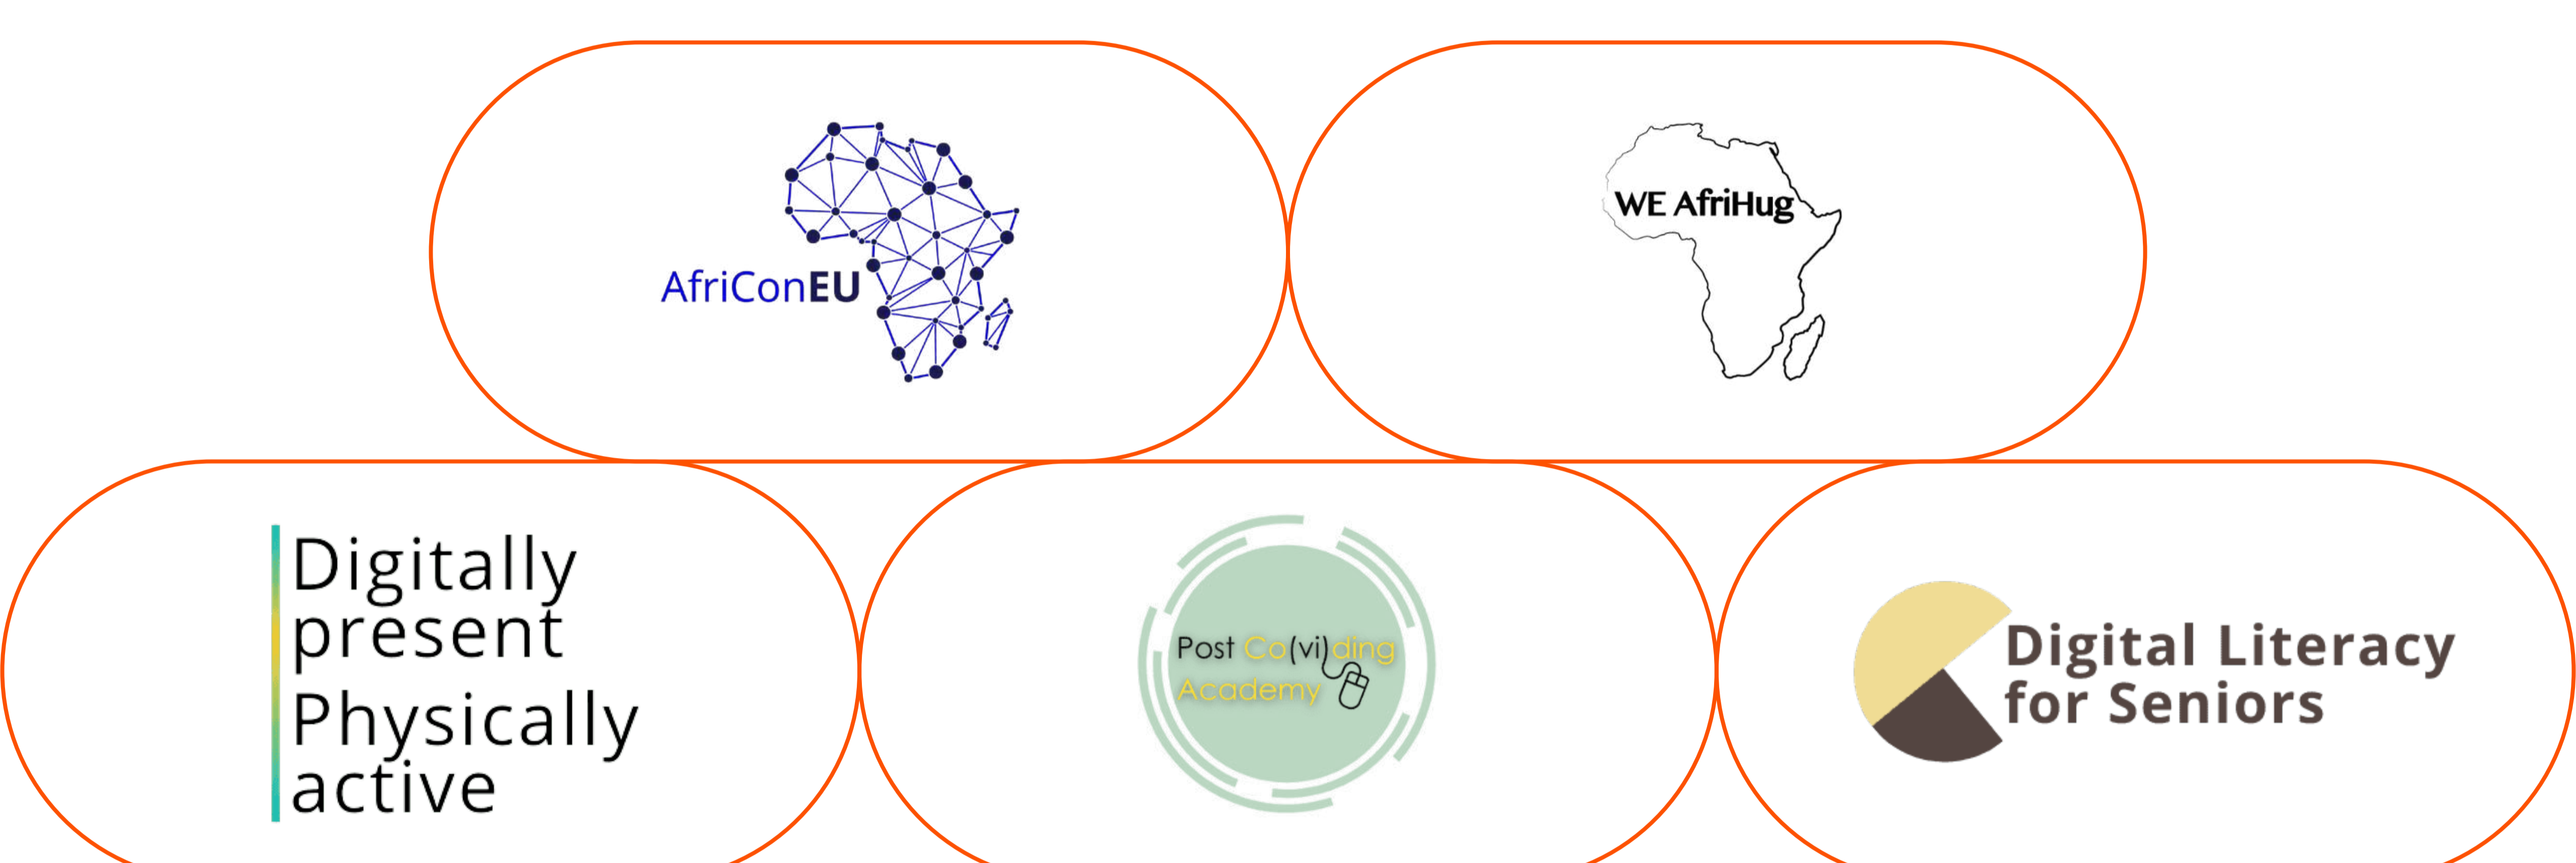 AfriConEU
WE AfriHug
Digitally
present
Physically
active
Post Co(vi)ding
Academy
Digital Literacy
for Seniors